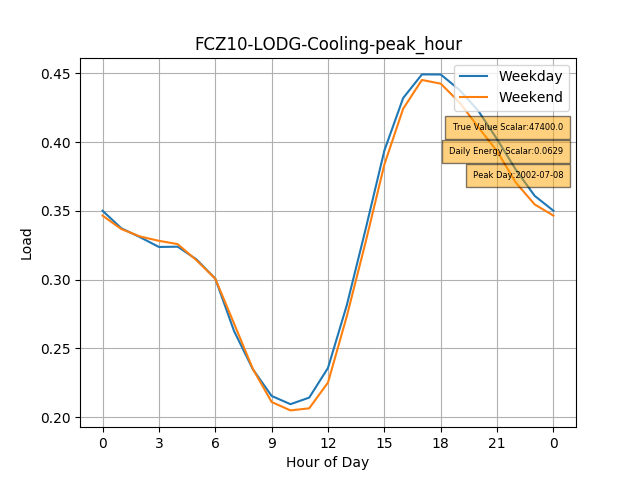 FCZ10-LODG-Cooling-peak_hour
Weekday
Weekend
True Value Scalar:47400.0
Daily Energy Scalar:0.0629
Peak Day:2002-07-08
0.45
0.40
0.35
0.30
0.25
0.20
Load
0 3 6 9 12 15 18 21 0
Hour of Day